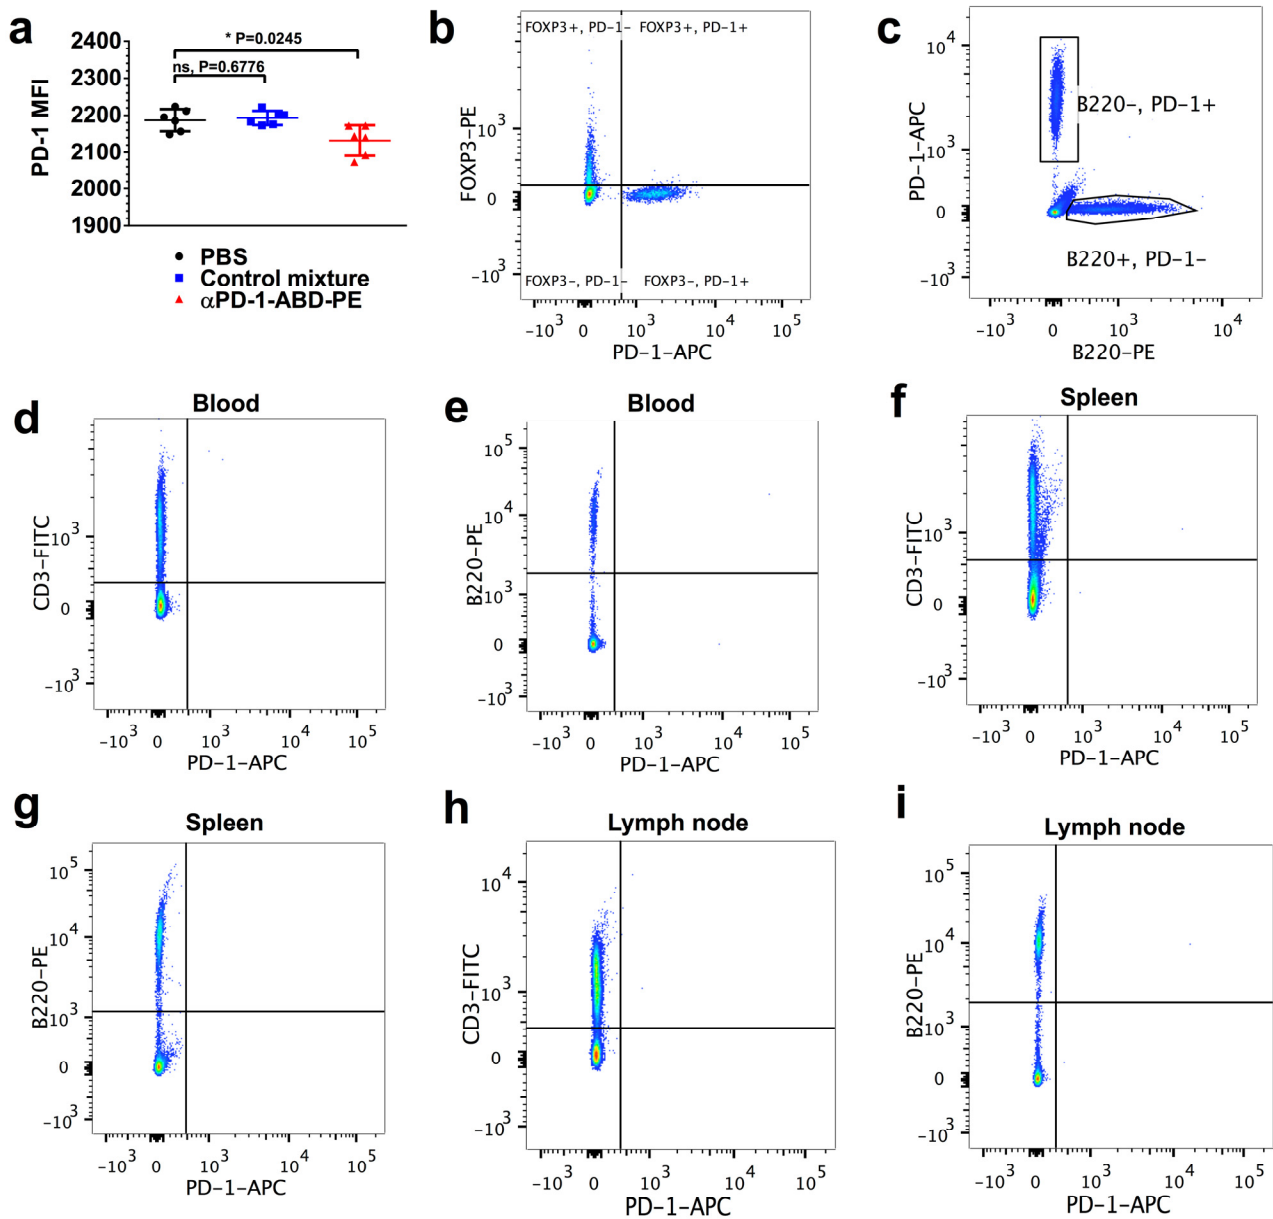 a
2400
2300
2200
2100
2000
1900
PD-1 MFI
* P=0.0245
ns, P=0.6776
PBS
Control mixture
αPD-1-ABD-PE
b
FOXP3+, PD-1- FOXP3+, PD-1+
FOXP3-PE
10³
0
-10³
FOXP3-, PD-1- FOXP3-, PD-1+
-10³ 0 10³ 10⁴ 10⁵
PD-1-APC
c
PD-1-APC
10⁴
10³
0
-10³
B220-, PD-1+
B220+, PD-1-
-10³ 0 10³ 10⁴
B220-PE
d
Blood
CD3-FITC
10³
0
-10³
-10³ 0 10³ 10⁴ 10⁵
PD-1-APC
e
Blood
B220-PE
10⁵
10⁴
10³
0
-10³
-10³ 0 10³ 10⁴ 10⁵
PD-1-APC
f
Spleen
CD3-FITC
10³
0
-10³
-10³ 0 10³ 10⁴ 10⁵
PD-1-APC
g
Spleen
B220-PE
10⁵
10⁴
10³
0
-10³
-10³ 0 10³ 10⁴ 10⁵
PD-1-APC
h
Lymph node
CD3-FITC
10⁴
10³
0
-10³
-10³ 0 10³ 10⁴ 10⁵
PD-1-APC
i
Lymph node
B220-PE
10⁵
10⁴
10³
0
-10³
-10³ 0 10³ 10⁴ 10⁵
PD-1-APC